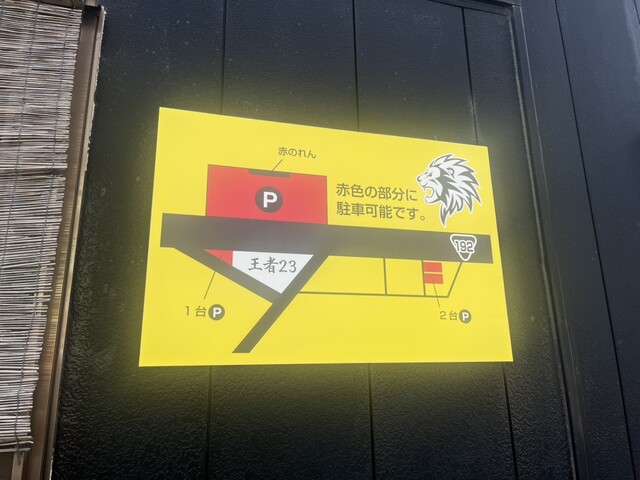 赤のれん
P
赤色の部分に
駐車可能です。
192
王者23
1台P
2台P